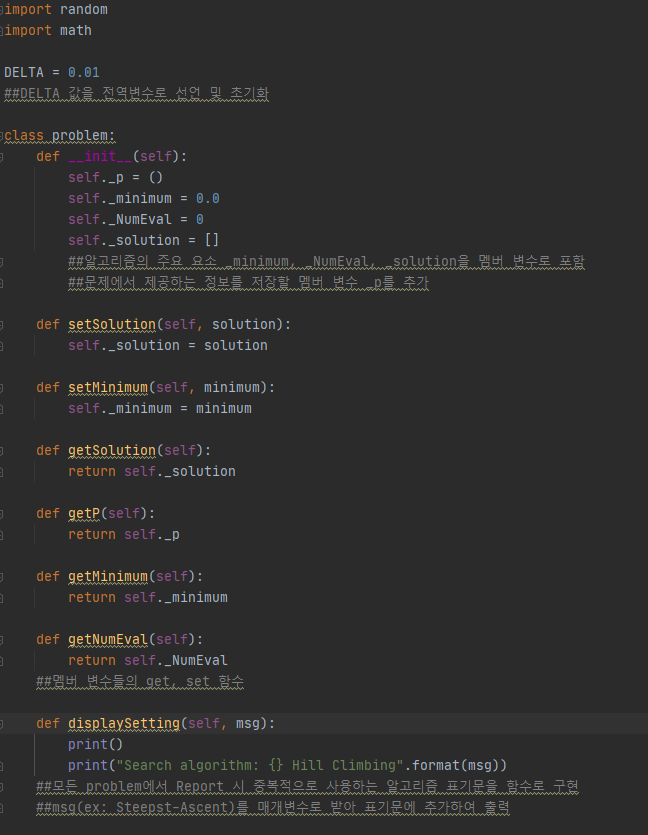 import random
import math
DELTA = 0.01
##DELTA 값을 전역변수로 선언 및 초기화
class problem:
    def __init__(self):
        self._p = ()
        self._minimum = 0.0
        self._NumEval = 0
        self._solution = []
        ##알고리즘의 주요 요소 _minimum, _NumEval, _solution을 멤버 변수로 포함
        ##문제에서 제공하는 정보를 저장할 멤버 변수 _p를 추가
    def setSolution(self, solution):
        self._solution = solution
    def setMinimum(self, minimum):
        self._minimum = minimum
    def getSolution(self):
        return self._solution
    def getP(self):
        return self._p
    def getMinimum(self):
        return self._minimum
    def getNumEval(self):
        return self._NumEval
    ##멤버 변수들의 get, set 함수
    def displaySetting(self, msg):
        print()
        print("Search algorithm: {} Hill Climbing".format(msg))
    ##모든 problem에서 Report 시 중복적으로 사용하는 알고리즘 표기문을 함수로 구현
    ##msg(ex: Steepst-Ascent)를 매개변수로 받아 표기문에 추가하여 출력